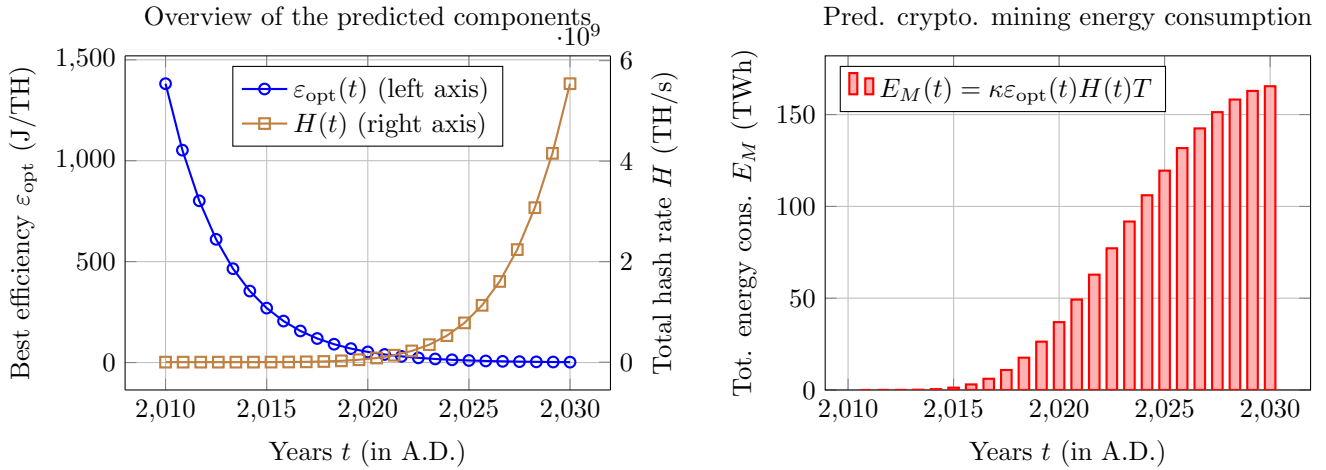 Overview of the predicted components
·10⁹
1,500
1,000
500
0
6
4
2
0
ε_opt(t) (left axis)
H(t) (right axis)
Best efficiency ε_opt (J/TH)
Total hash rate H (TH/s)
2,010 2,015 2,020 2,025 2,030
Years t (in A.D.)
Pred. crypto. mining energy consumption
150
100
50
0
E_M(t) = κε_opt(t)H(t)T
Tot. energy cons. E_M (TWh)
2,010 2,015 2,020 2,025 2,030
Years t (in A.D.)